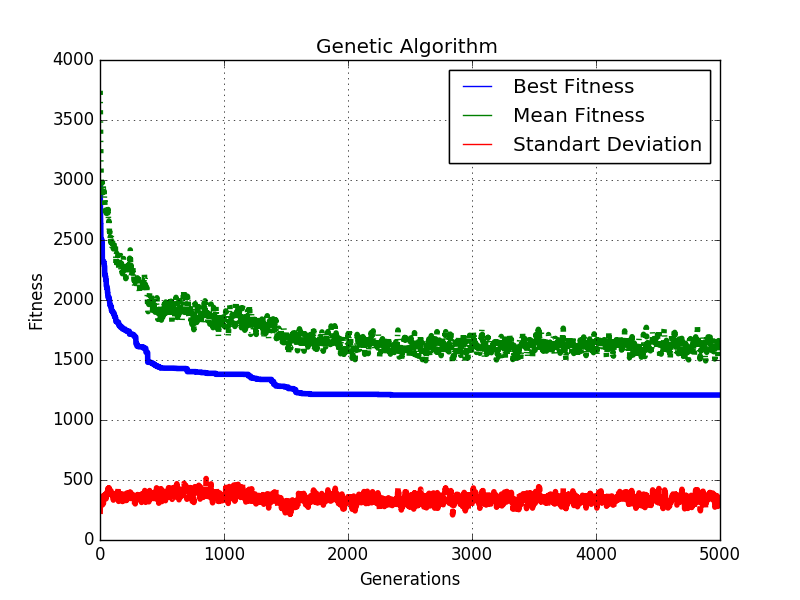 Genetic Algorithm
4000
3500
3000
2500
2000
1500
1000
500
0
Fitness
Best Fitness
Mean Fitness
Standart Deviation
0 1000 2000 3000 4000 5000
Generations